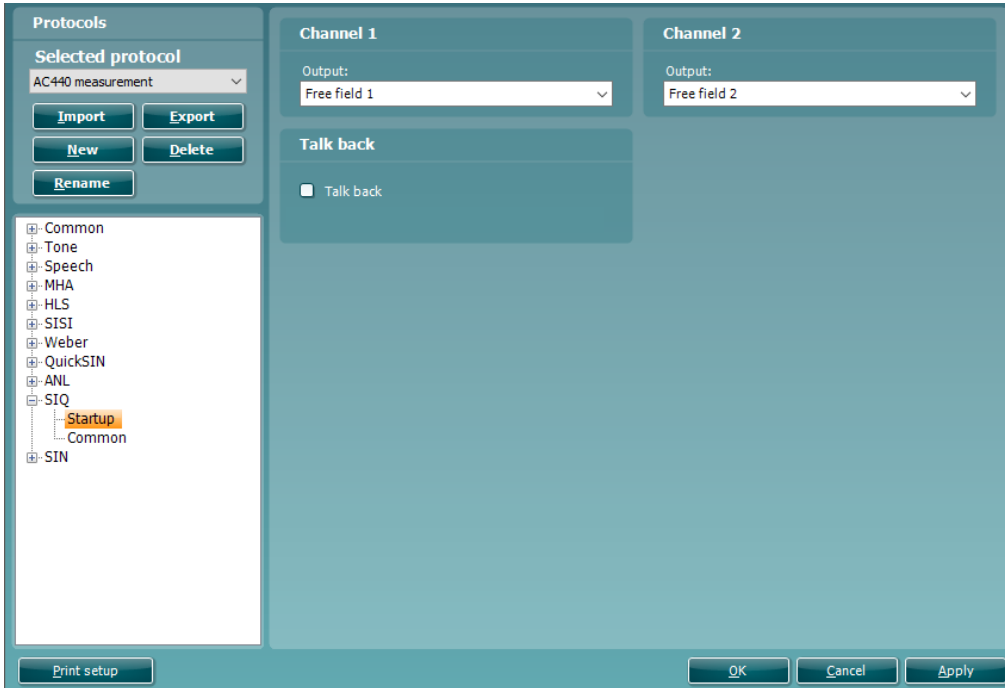 Protocols
Selected protocol
AC440 measurement
Import Export
New Delete
Rename
Common
Tone
Speech
MHA
HLS
SISI
Weber
QuickSIN
ANL
SIQ
Startup
Common
SIN
Print setup
Channel 1
Output:
Free field 1
Channel 2
Output:
Free field 2
Talk back
Talk back
OK Cancel Apply